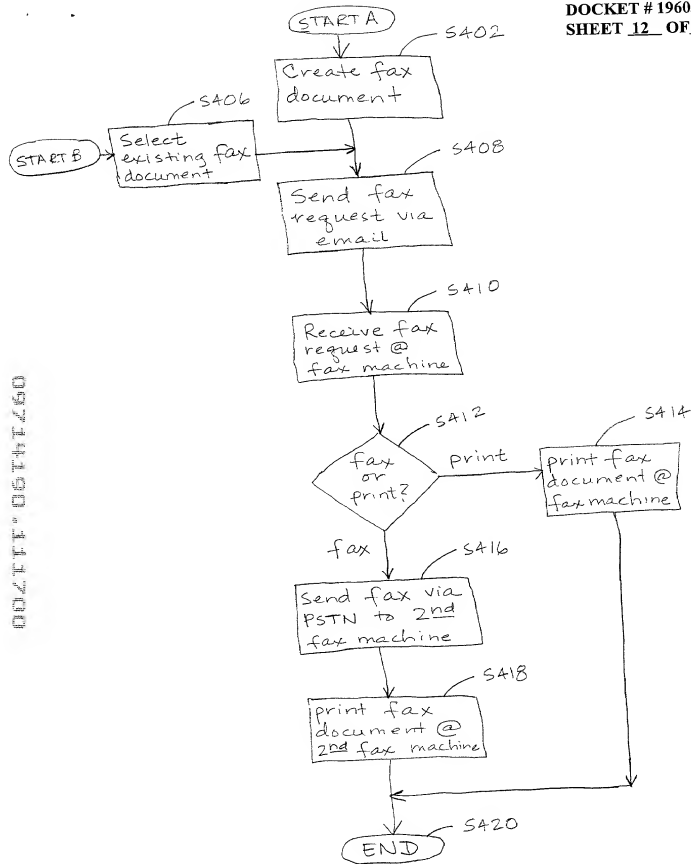 DOCKET # 1960
SHEET 12 OF
START A
S402
Create fax
document
S406
START B
Select
existing fax
document
S408
Send fax
request via
email
S410
Receive fax
request @
fax machine
S412
fax
or
print?
print
S414
print fax
document @
fax machine
fax
S416
Send fax via
PSTN to 2nd
fax machine
S418
print fax
document @
2nd fax machine
S420
END
09714190.111700